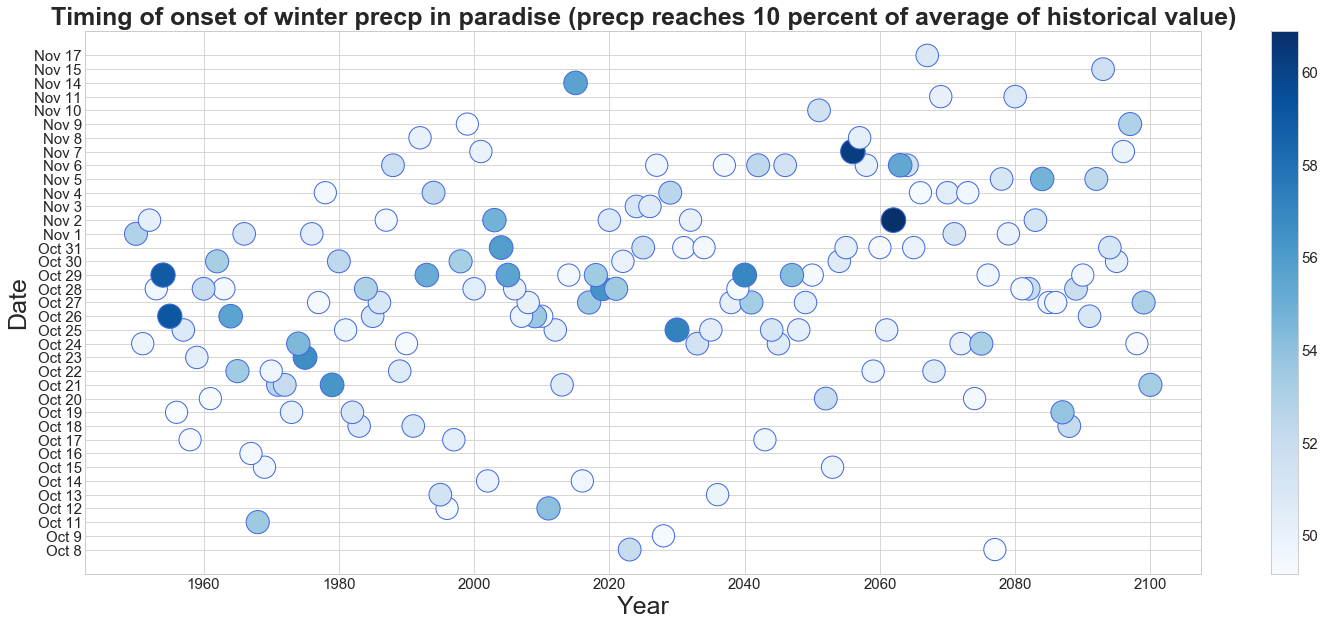 Timing of onset of winter precp in paradise (precp reaches 10 percent of average of historical value)
Nov 17
Nov 15
Nov 14
Nov 11
Nov 10
Nov 9
Nov 8
Nov 7
Nov 6
Nov 5
Nov 4
Nov 3
Nov 2
Nov 1
Oct 31
Oct 30
Oct 29
Oct 28
Oct 27
Oct 26
Oct 25
Oct 24
Oct 23
Oct 22
Oct 21
Oct 20
Oct 19
Oct 18
Oct 17
Oct 16
Oct 15
Oct 14
Oct 13
Oct 12
Oct 11
Oct 9
Oct 8
Date
1960 1980 2000 2020 2040 2060 2080 2100
Year
60
58
56
54
52
50